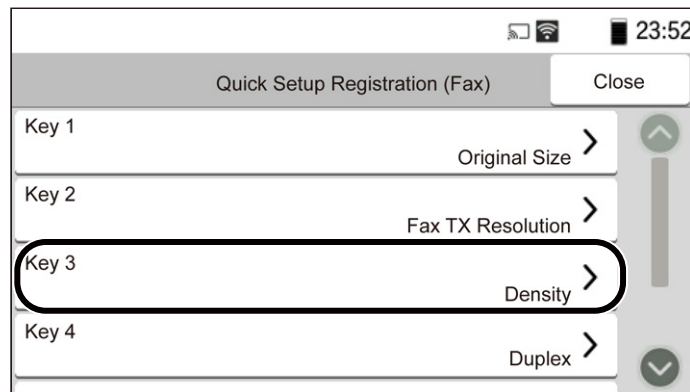 23:52
Quick Setup Registration (Fax)
Close
Key 1
Original Size
Key 2
Fax TX Resolution
Key 3
Density
Key 4
Duplex